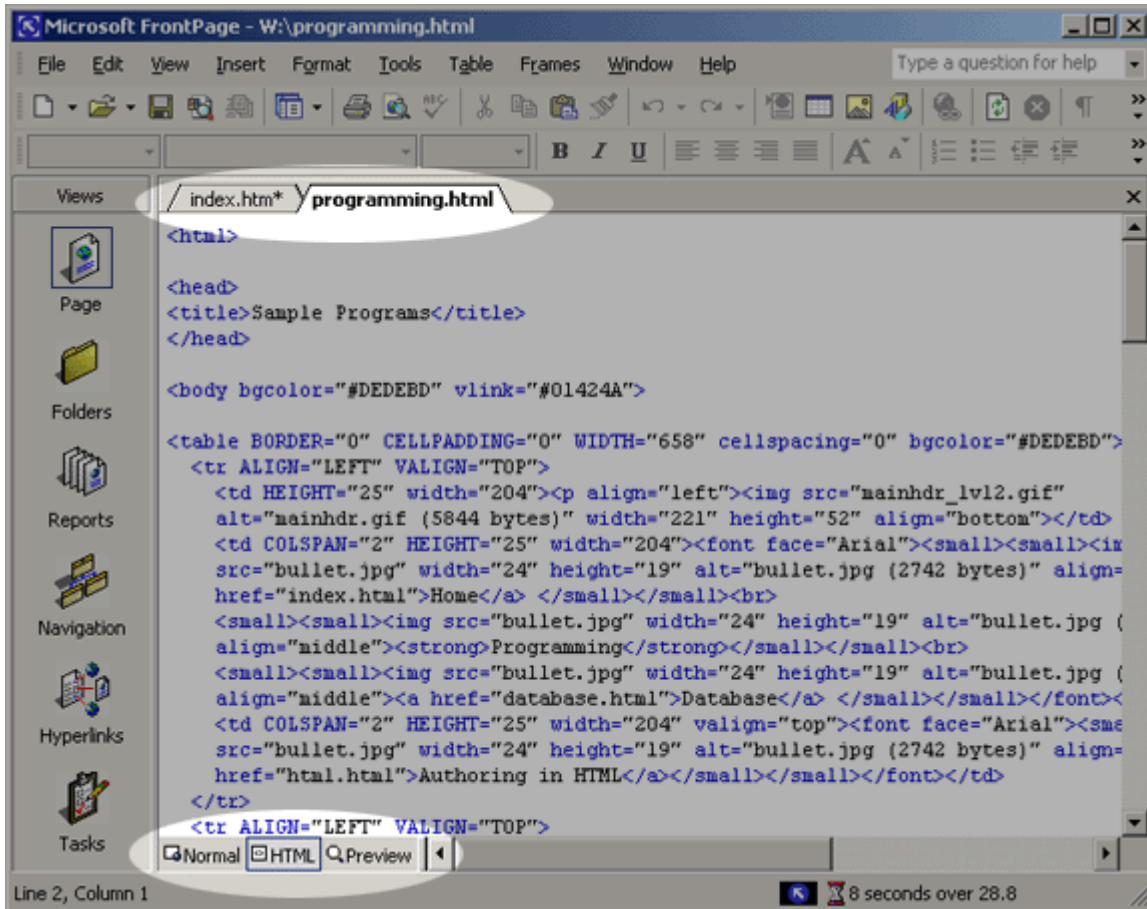 Microsoft FrontPage - W:\programming.html
File Edit View Insert Format Tools Table Frames Window Help Type a question for help
B I U A A
Views index.htm* programming.html
Page
Folders
Reports
Navigation
Hyperlinks
Tasks
<html>
<head>
<title>Sample Programs</title>
</head>
<body bgcolor="#DEDEBD" vlink="#01424A">
<table BORDER="0" CELLPADDING="0" WIDTH="658" cellspacing="0" bgcolor="#DEDEBD">
<tr ALIGN="LEFT" VALIGN="TOP">
<td HEIGHT="25" width="204"><p align="left"><img src="mainhdr_lvl2.gif"
alt="mainhdr.gif (5844 bytes)" width="221" height="52" align="bottom"></td>
<td COLSPAN="2" HEIGHT="25" width="204"><font face="Arial"><small><small><im
src="bullet.jpg" width="24" height="19" alt="bullet.jpg (2742 bytes)" align=
href="index.html">Home</a> </small></small><br>
<small><small><img src="bullet.jpg" width="24" height="19" alt="bullet.jpg (
align="middle"><strong>Programming</strong></small></small><br>
<small><small><img src="bullet.jpg" width="24" height="19" alt="bullet.jpg (
align="middle"><a href="database.html">Database</a> </small></small></font><
<td COLSPAN="2" HEIGHT="25" width="204" valign="top"><font face="Arial"><sma
src="bullet.jpg" width="24" height="19" alt="bullet.jpg (2742 bytes)" align=
href="html.html">Authoring in HTML</a></small></small></font></td>
</tr>
<tr ALIGN="LEFT" VALIGN="TOP">
Normal HTML Preview
Line 2, Column 1 8 seconds over 28.8